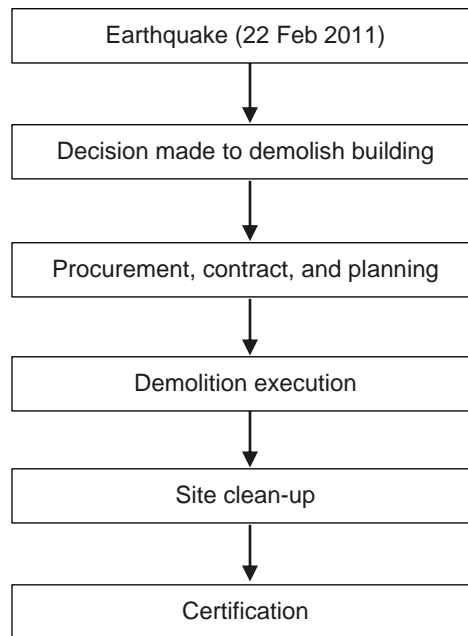 Earthquake (22 Feb 2011)
Decision made to demolish building
Procurement, contract, and planning
Demolition execution
Site clean-up
Certification